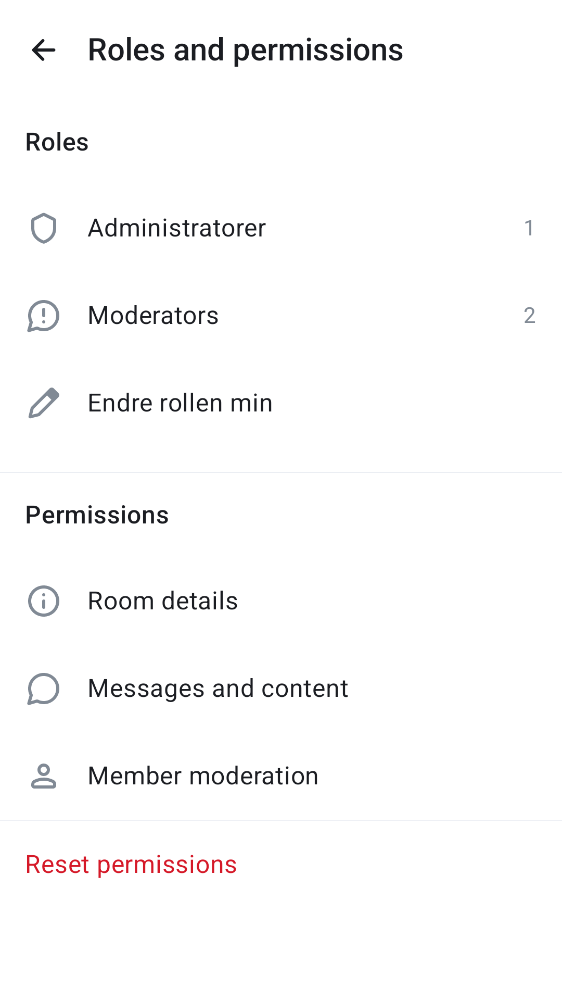 Roles and permissions
Roles
Administratorer
1
Moderators
2
Endre rollen min
Permissions
Room details
Messages and content
Member moderation
Reset permissions